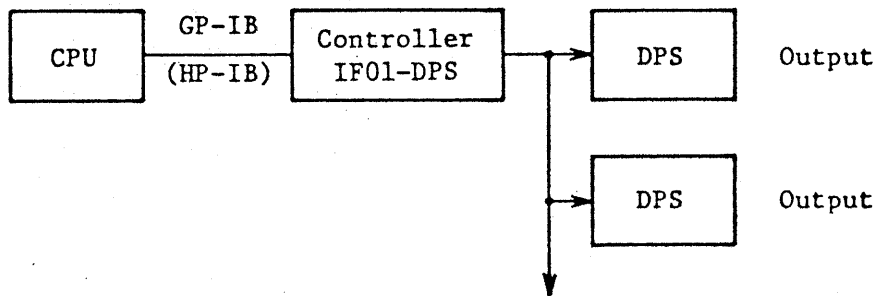 GP-IB
CPU
(HP-IB)
Controller
IF01-DPS
DPS
Output
DPS
Output